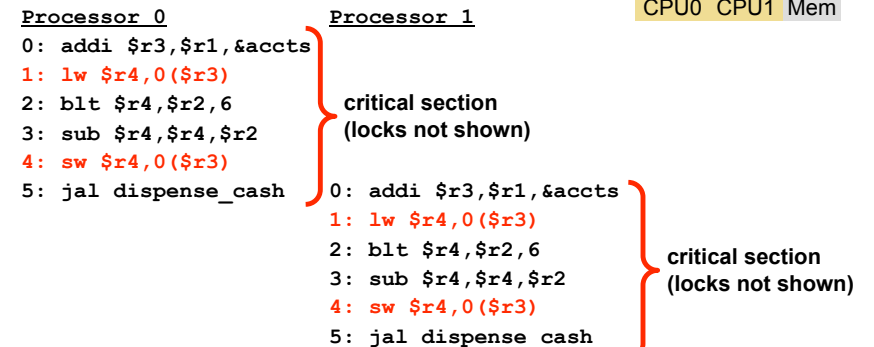 Processor 0
Processor 1
CPU0 CPU1 Mem
0: addi $r3,$r1,&accts
1: lw $r4,0($r3)
2: blt $r4,$r2,6
3: sub $r4,$r4,$r2
4: sw $r4,0($r3)
5: jal dispense_cash
critical section
(locks not shown)
0: addi $r3,$r1,&accts
1: lw $r4,0($r3)
2: blt $r4,$r2,6
3: sub $r4,$r4,$r2
4: sw $r4,0($r3)
5: jal dispense cash
critical section
(locks not shown)